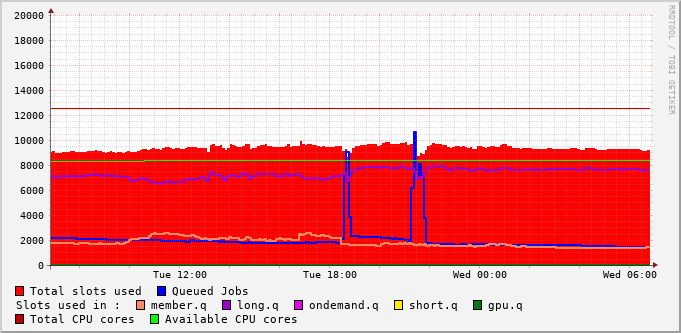 RRDTOOL / TOBI OETIKER
20000
18000
16000
14000
12000
10000
8000
6000
4000
2000
0
Tue 12:00 Tue 18:00 Wed 00:00 Wed 06:00
Total slots used Queued Jobs
Slots used in : member.q long.q ondemand.q short.q gpu.q
Total CPU cores Available CPU cores